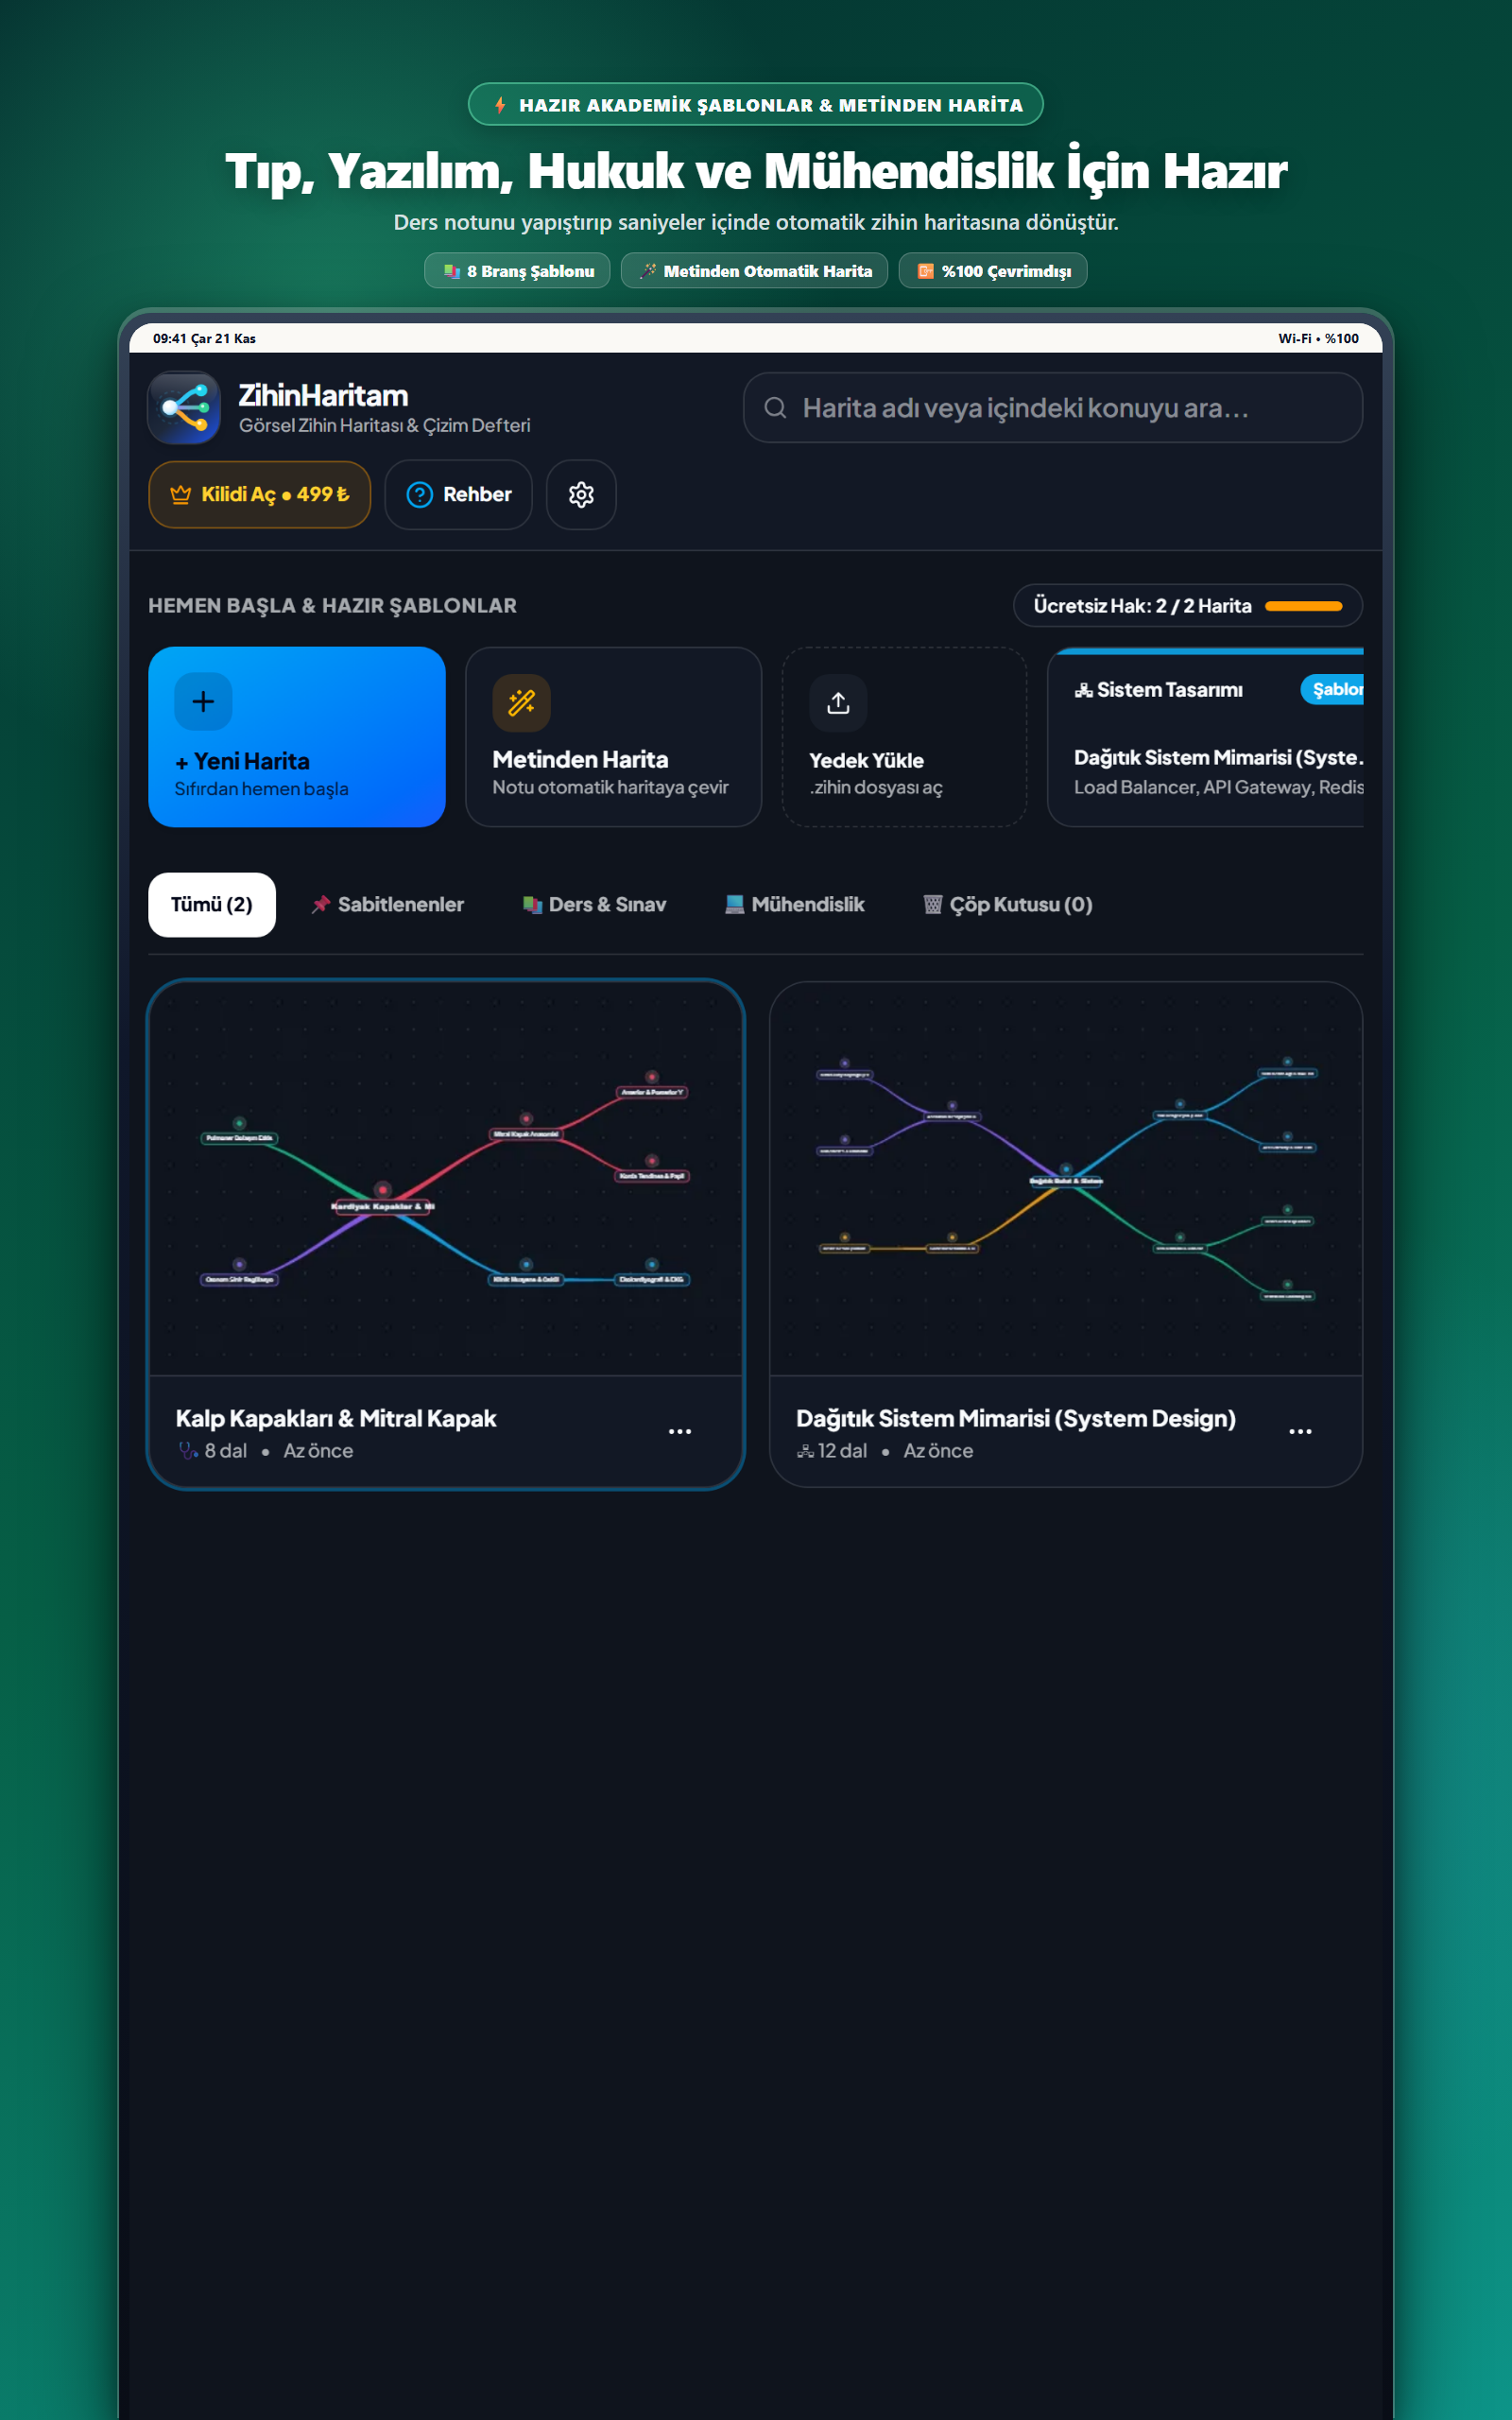 ⚡ HAZIR AKADEMİK ŞABLONLAR & METİNDEN HARİTA
Tıp, Yazılım, Hukuk ve Mühendislik İçin Hazır
Ders notunu yapıştırıp saniyeler içinde otomatik zihin haritasına dönüştür.
8 Branş Şablonu
Metinden Otomatik Harita
%100 Çevrimdışı
09:41 Çar 21 Kas
Wi-Fi • %100
ZihinHaritam
Görsel Zihin Haritası & Çizim Defteri
Harita adı veya içindeki konuyu ara...
Kilidi Aç • 499 ₺
Rehber
HEMEN BAŞLA & HAZIR ŞABLONLAR
Ücretsiz Hak: 2 / 2 Harita
+ Yeni Harita
Sıfırdan hemen başla
Metinden Harita
Notu otomatik haritaya çevir
Yedek Yükle
.zihin dosyası aç
Sistem Tasarımı
Şablon
Dağıtık Sistem Mimarisi (Syste.
Load Balancer, API Gateway, Redis
Tümü (2)
Sabitlenenler
Ders & Sınav
Mühendislik
Çöp Kutusu (0)
Kardiyak Kapaklar & Mi
Kalp Kapakları & Mitral Kapak
8 dal • Az önce
Dağıtık Sistem Mimarisi (System Design)
12 dal • Az önce